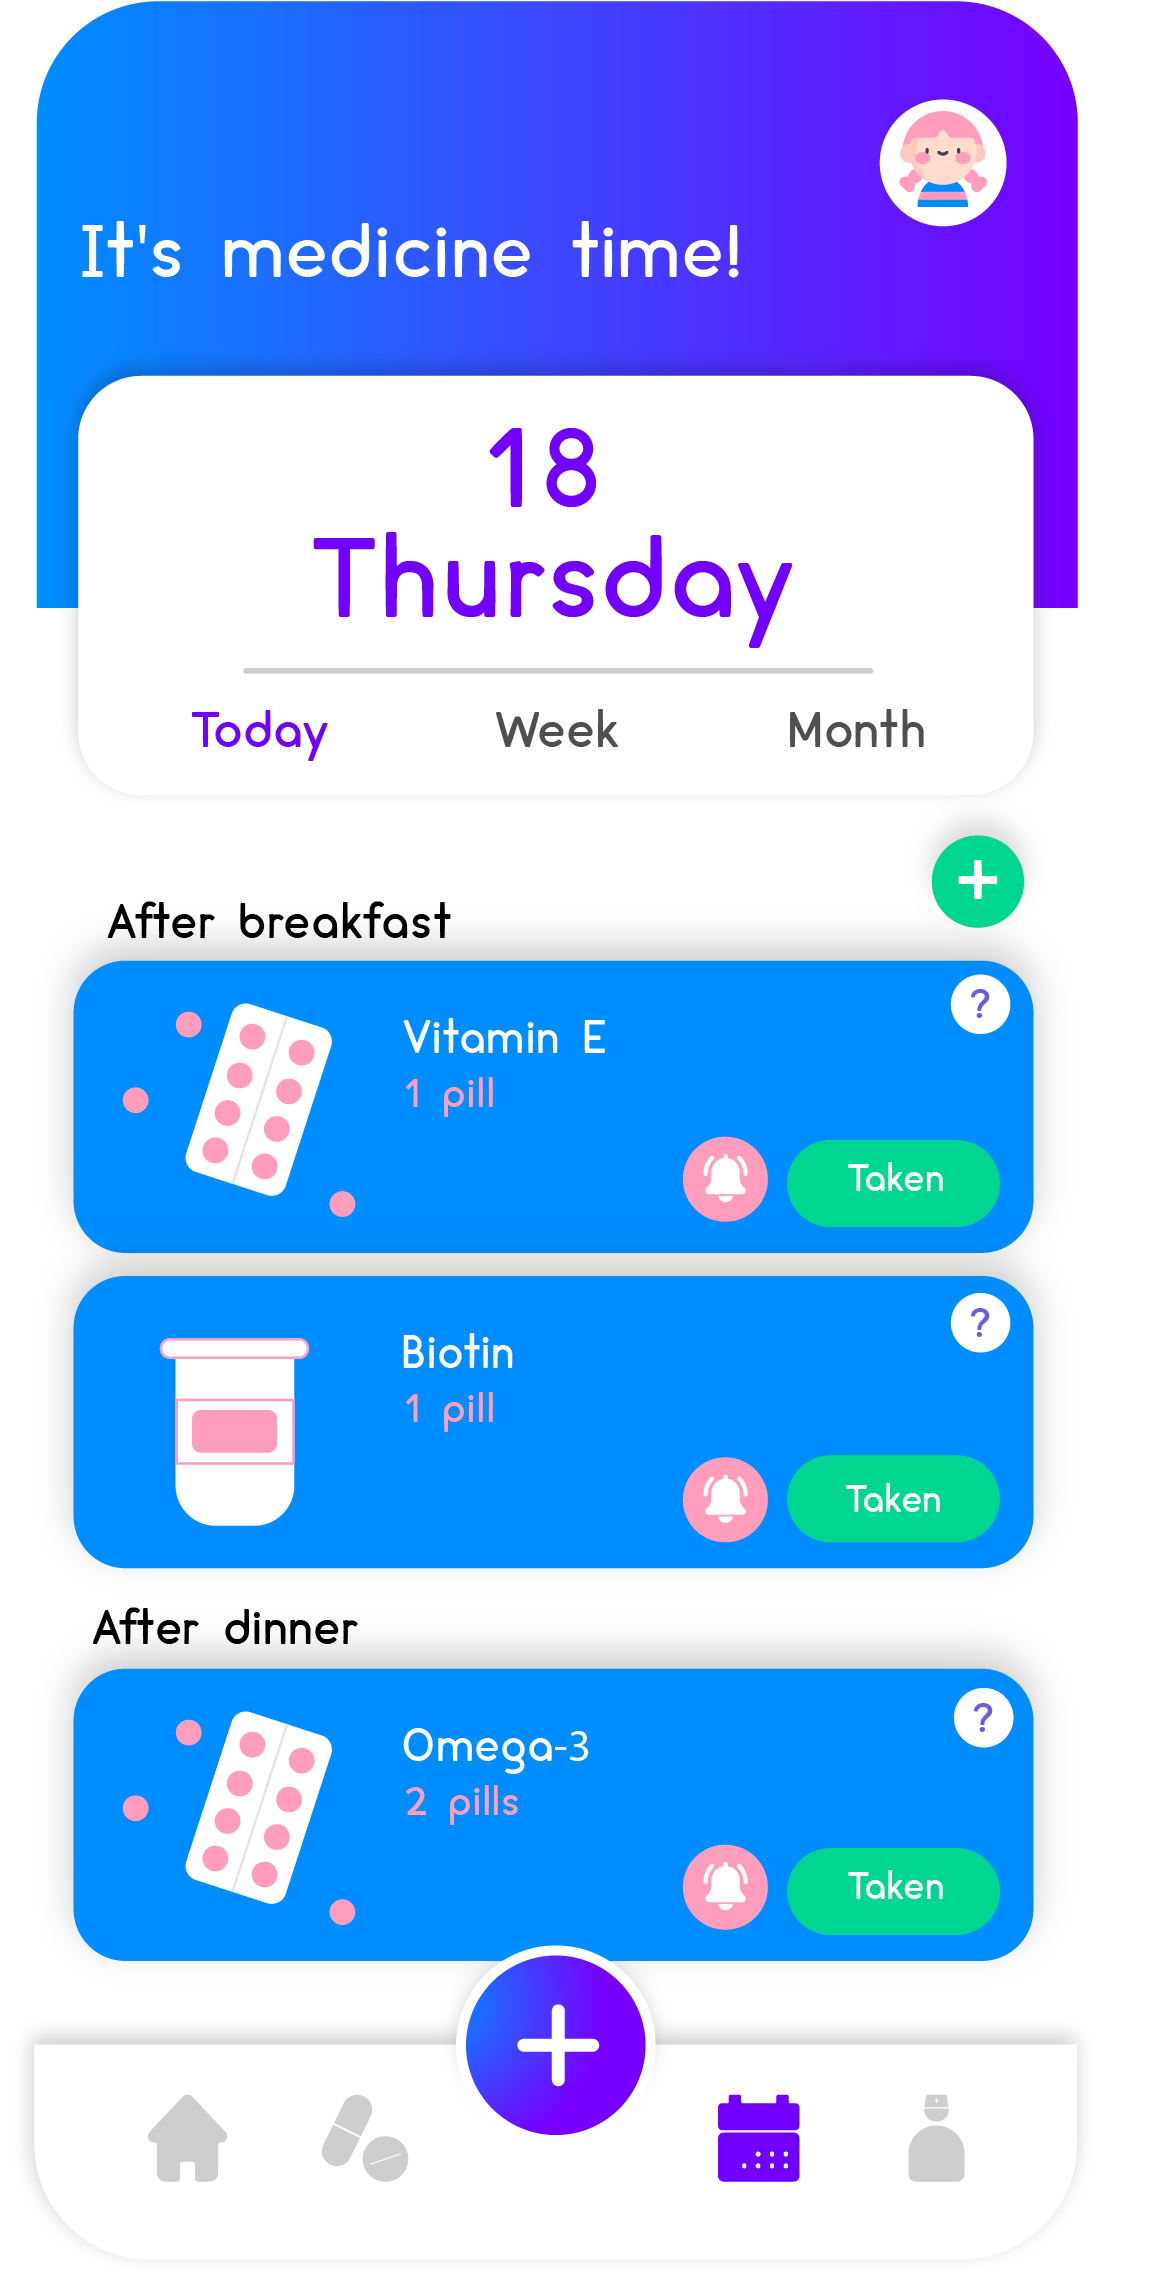 It's medicine time!
18
Thursday
Today Week Month
After breakfast
?
Vitamin E
1 pill
Taken
?
Biotin
1 pill
Taken
After dinner
?
Omega-3
2 pills
Taken